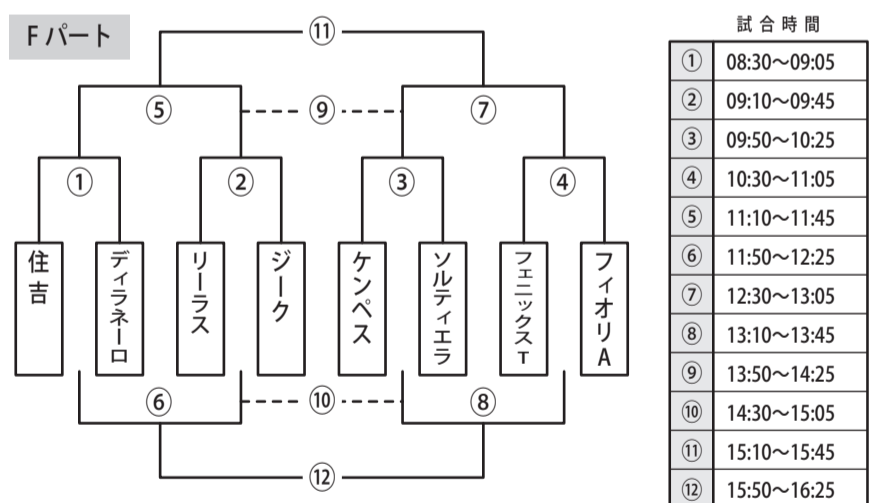 Fパート
⑪
⑤
⑨
⑦
①
②
③
④
住吉
ディラネーロ
リーラス
ジーク
ケンペス
ソルティエラ
フェニックスT
フィオリA
⑥
⑩
⑧
⑫
試合時間
① 08:30〜09:05
② 09:10〜09:45
③ 09:50〜10:25
④ 10:30〜11:05
⑤ 11:10〜11:45
⑥ 11:50〜12:25
⑦ 12:30〜13:05
⑧ 13:10〜13:45
⑨ 13:50〜14:25
⑩ 14:30〜15:05
⑪ 15:10〜15:45
⑫ 15:50〜16:25